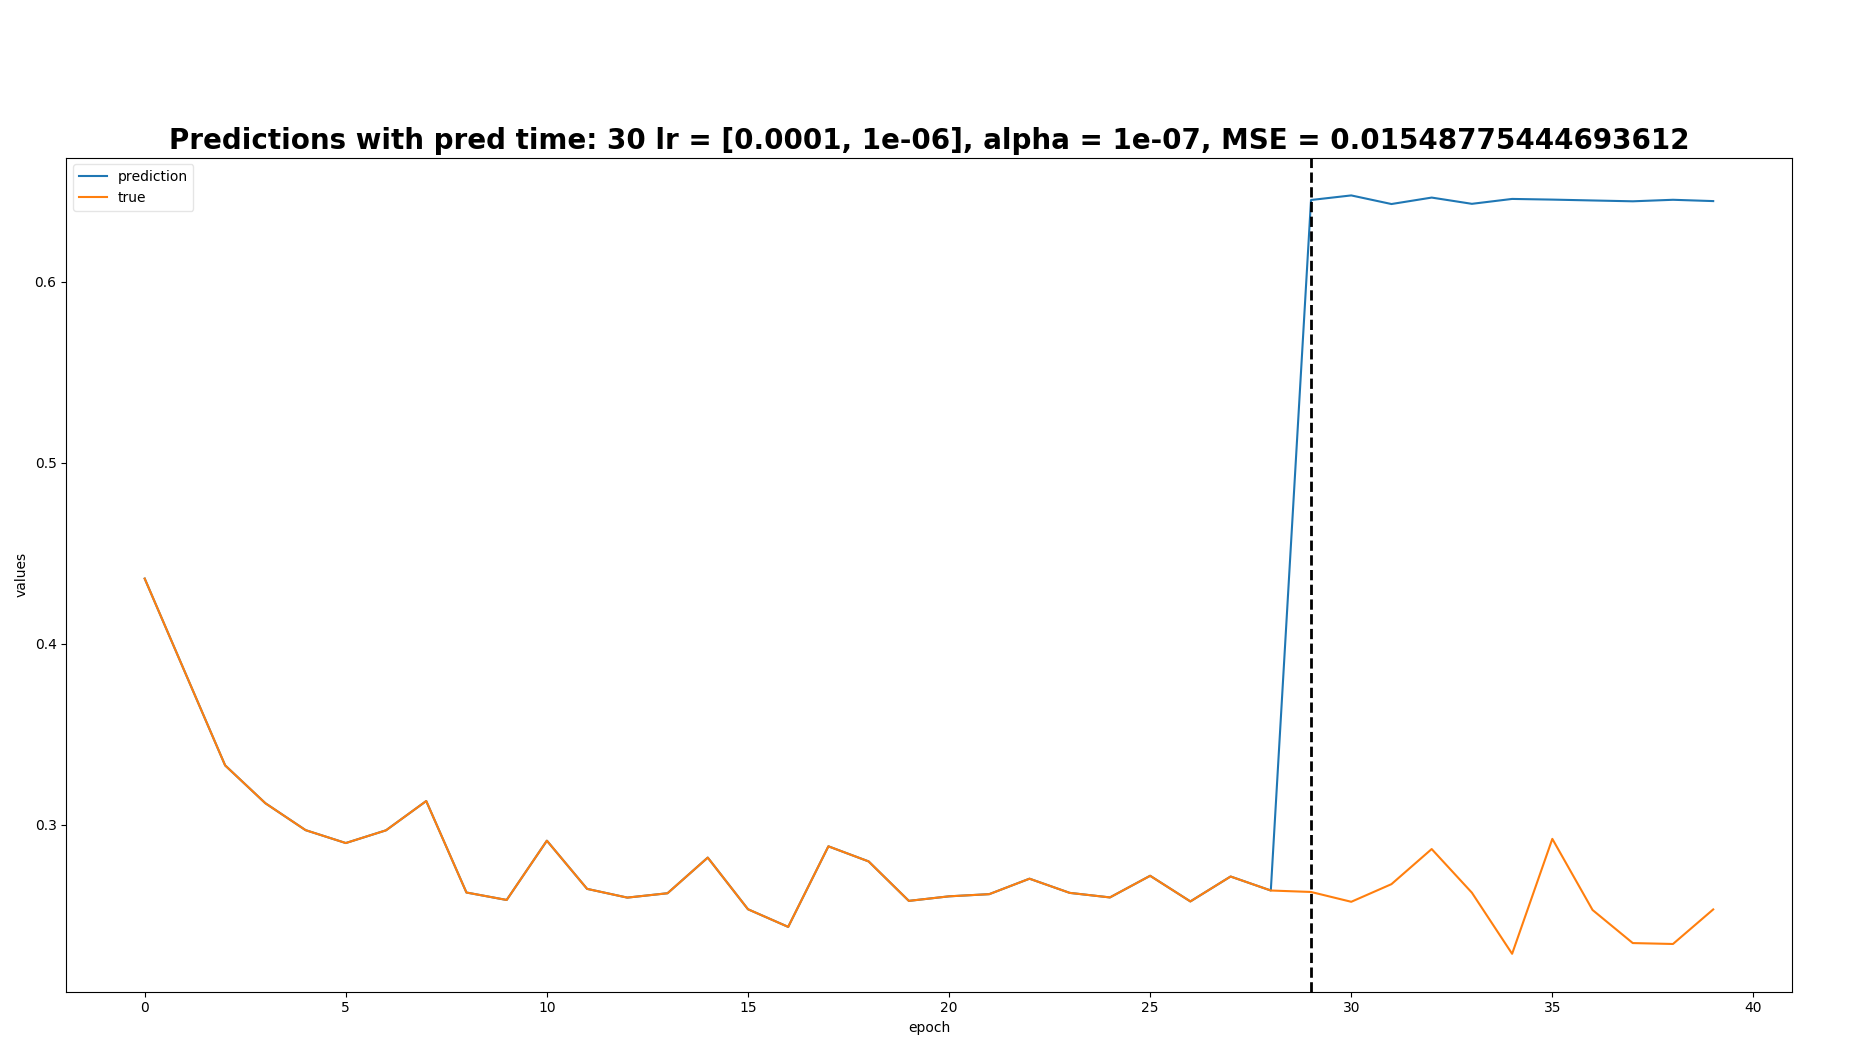 Predictions with pred time: 30 lr = [0.0001, 1e-06], alpha = 1e-07, MSE = 0.01548775444693612
prediction
true
0.6
0.5
0.4
0.3
values
0 5 10 15 20 25 30 35 40
epoch